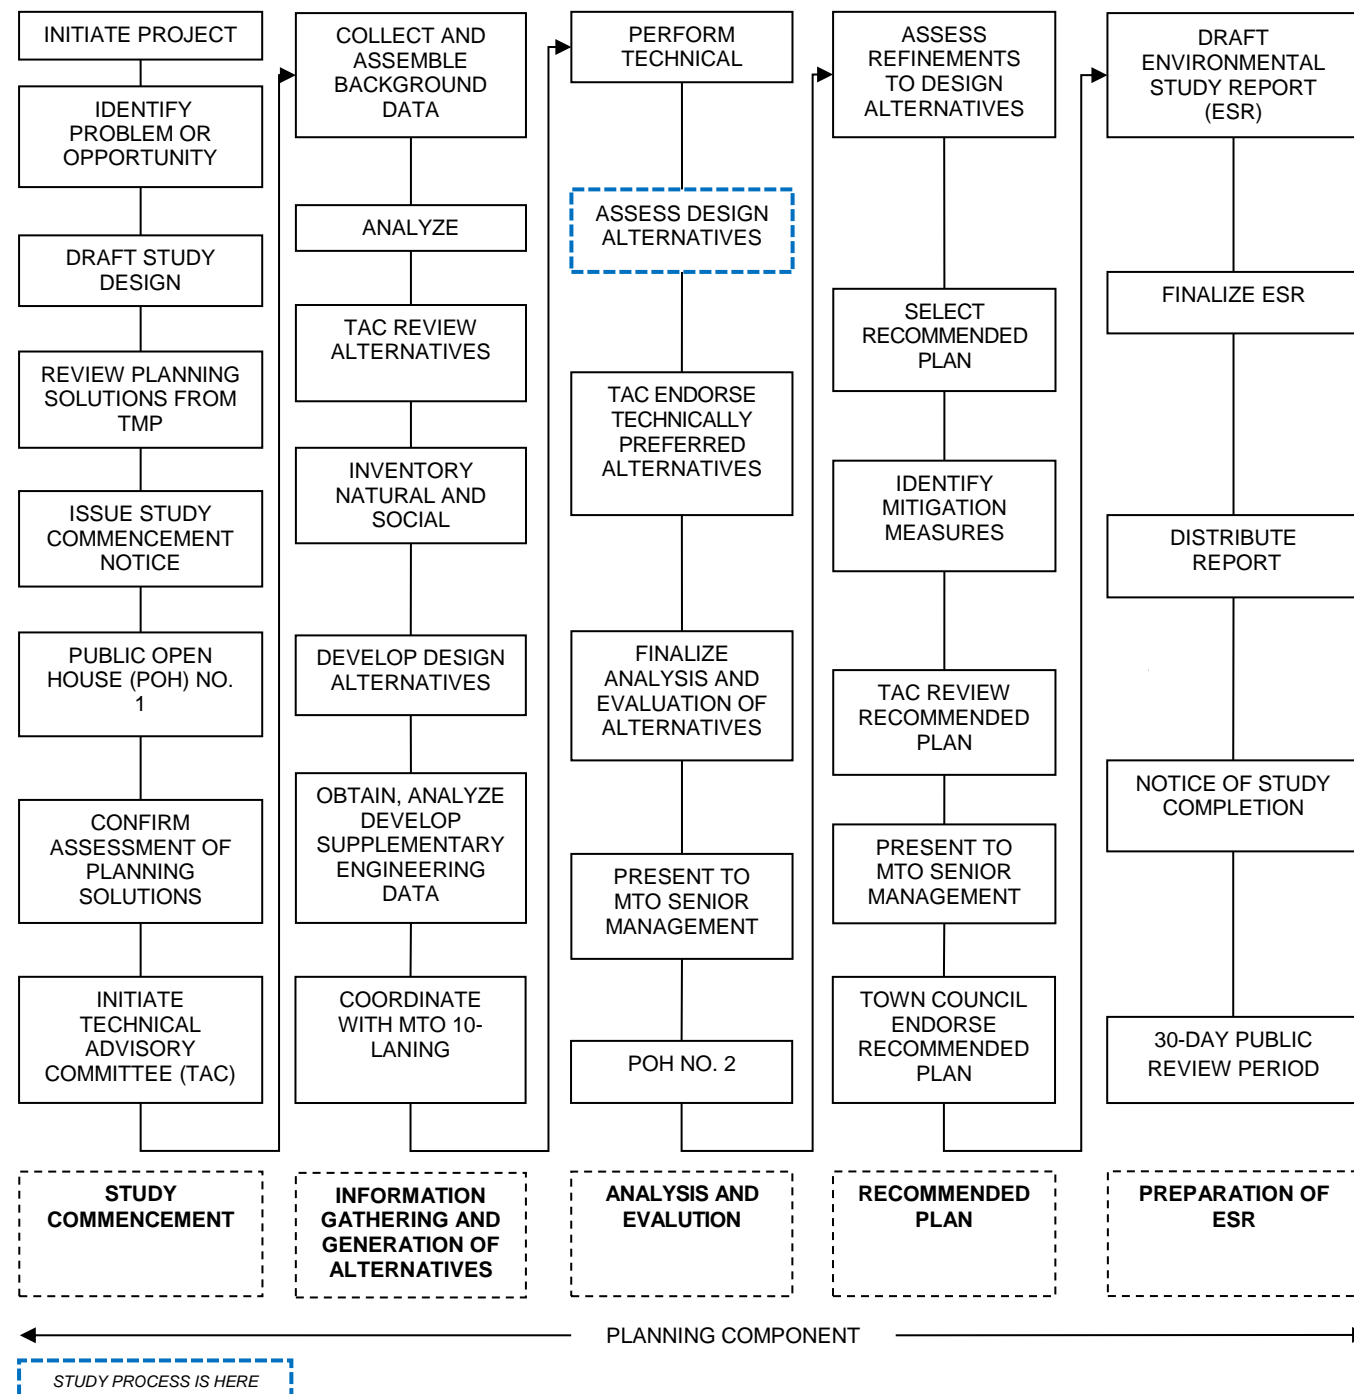 INITIATE PROJECT
IDENTIFY
PROBLEM OR
OPPORTUNITY
DRAFT STUDY
DESIGN
REVIEW PLANNING
SOLUTIONS FROM
TMP
ISSUE STUDY
COMMENCEMENT
NOTICE
PUBLIC OPEN
HOUSE (POH) NO.
1
CONFIRM
ASSESSMENT OF
PLANNING
SOLUTIONS
INITIATE
TECHNICAL
ADVISORY
COMMITTEE (TAC)
STUDY
COMMENCEMENT
COLLECT AND
ASSEMBLE
BACKGROUND
DATA
ANALYZE
TAC REVIEW
ALTERNATIVES
INVENTORY
NATURAL AND
SOCIAL
DEVELOP DESIGN
ALTERNATIVES
OBTAIN, ANALYZE
DEVELOP
SUPPLEMENTARY
ENGINEERING
DATA
COORDINATE
WITH MTO 10-
LANING
INFORMATION
GATHERING AND
GENERATION OF
ALTERNATIVES
PERFORM
TECHNICAL
ASSESS DESIGN
ALTERNATIVES
TAC ENDORSE
TECHNICALLY
PREFERRED
ALTERNATIVES
FINALIZE
ANALYSIS AND
EVALUATION OF
ALTERNATIVES
PRESENT TO
MTO SENIOR
MANAGEMENT
POH NO. 2
ANALYSIS AND
EVALUTION
ASSESS
REFINEMENTS
TO DESIGN
ALTERNATIVES
SELECT
RECOMMENDED
PLAN
IDENTIFY
MITIGATION
MEASURES
TAC REVIEW
RECOMMENDED
PLAN
PRESENT TO
MTO SENIOR
MANAGEMENT
TOWN COUNCIL
ENDORSE
RECOMMENDED
PLAN
RECOMMENDED
PLAN
DRAFT
ENVIRONMENTAL
STUDY REPORT
(ESR)
FINALIZE ESR
DISTRIBUTE
REPORT
NOTICE OF STUDY
COMPLETION
30-DAY PUBLIC
REVIEW PERIOD
PREPARATION OF
ESR
PLANNING COMPONENT
STUDY PROCESS IS HERE